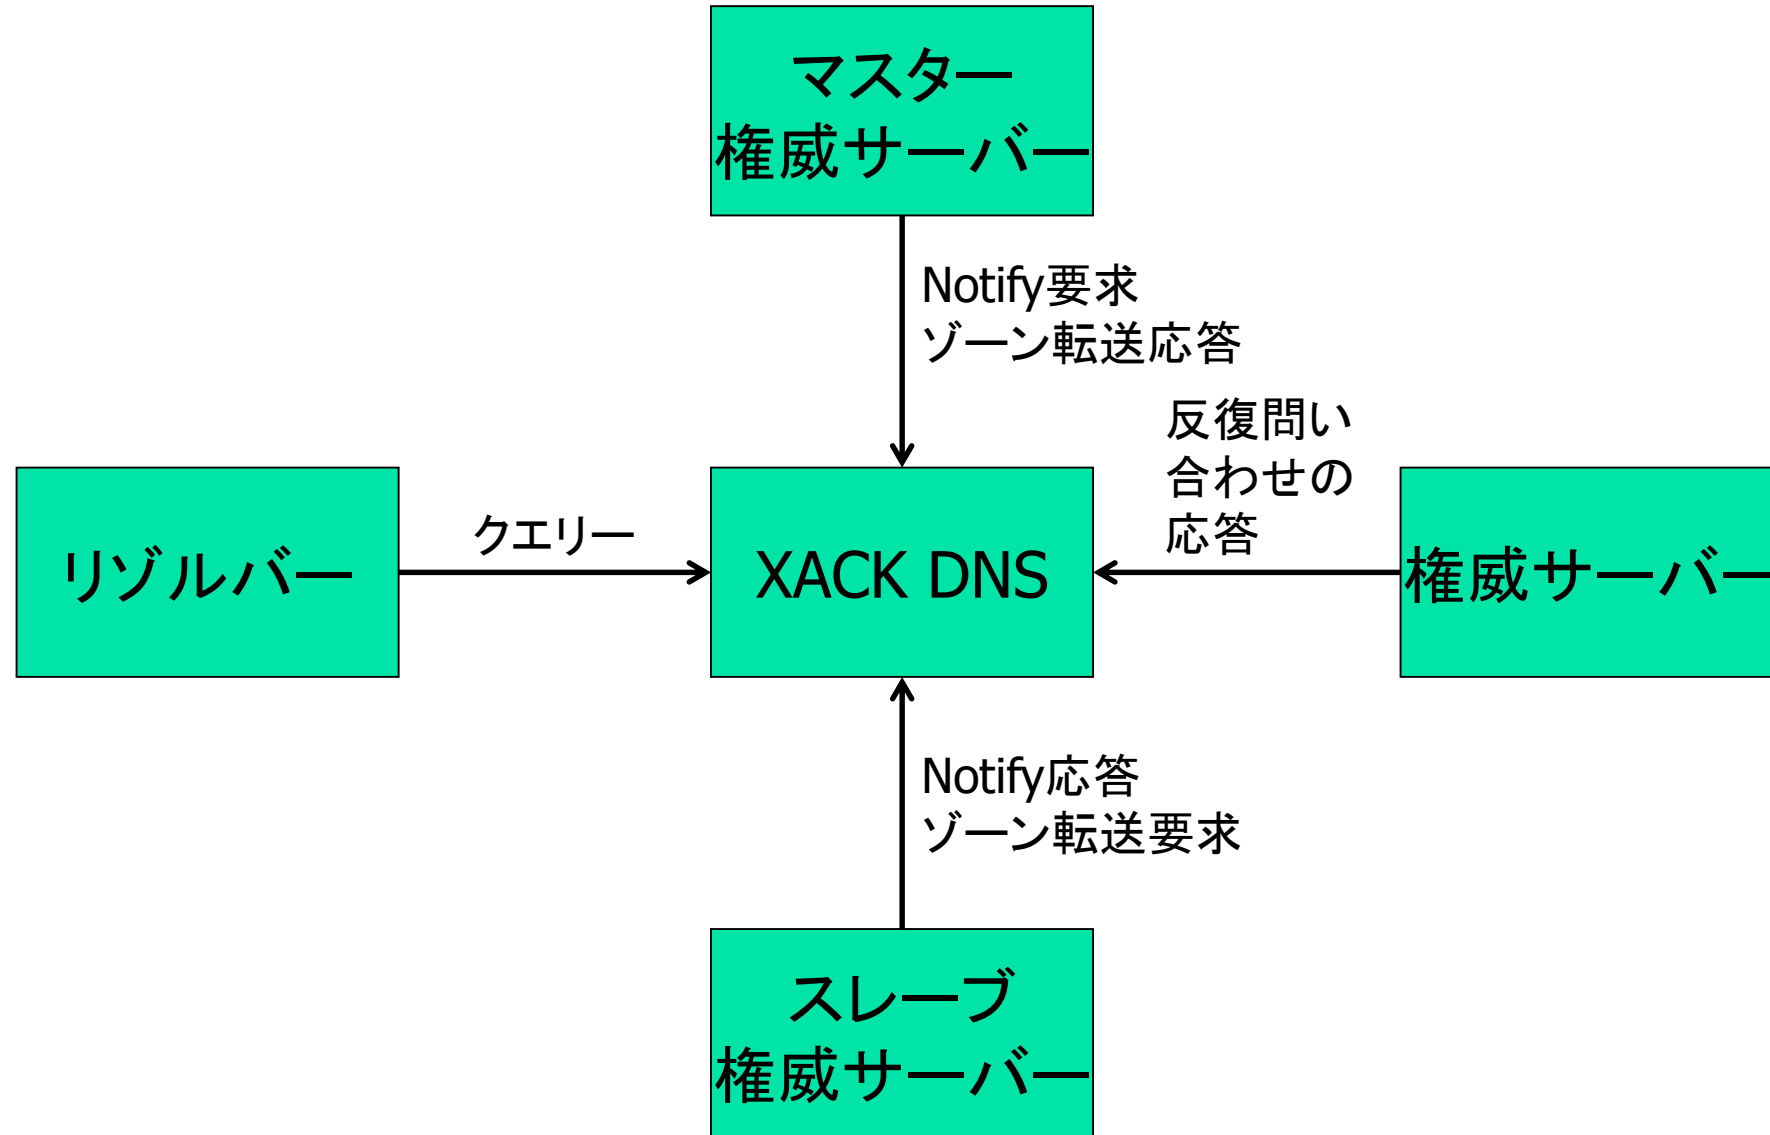 マスター
権威サーバー
Notify要求
ゾーン転送応答
反復問い
合わせの
応答
リゾルバー
クエリー
XACK DNS
権威サーバー
Notify応答
ゾーン転送要求
スレーブ
権威サーバー